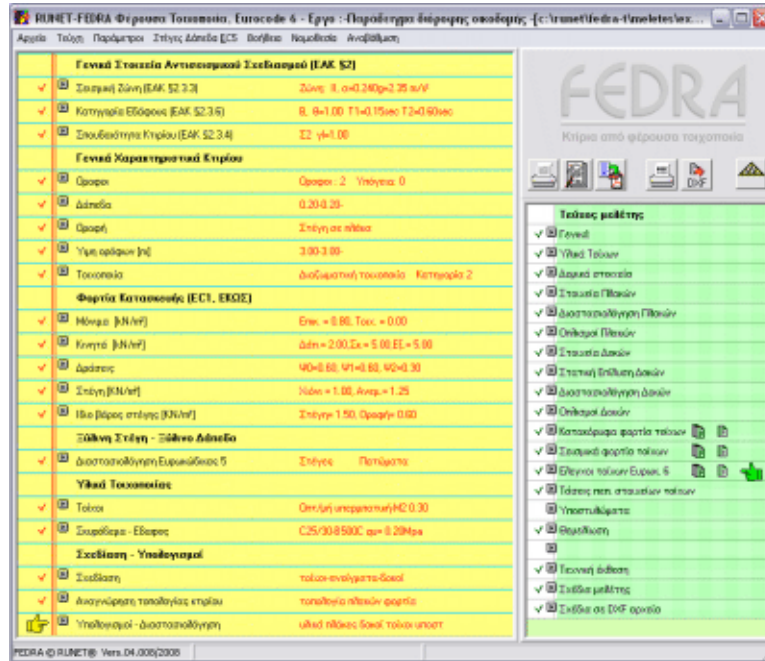 RUNET-FEDRA Φέρουσα Τοιχοποιία, Eurocode 6 - Εργο :-Παράδειγμα διόροφης οικοδομής -[c:\runet\fedra-t\meletes\ex...
Αρχεία Τεύχη Παράμετροι Στέγες Δάπεδα EC5 Βοήθεια Νομοθεσία Αναβάθμιση
Γενικά Στοιχεία Αντισεισμικού Σχεδιασμού (ΕΑΚ §2)
Σεισμική Ζώνη (ΕΑΚ §2.3.3) Ζώνη: II, α=0.240g=2.35 m/s²
Κατηγορία Εδάφους (ΕΑΚ §2.3.6) B, θ=1.00 T1=0.15sec T2=0.60sec
Σπουδαιότητα Κτιρίου (ΕΑΚ §2.3.4) Σ2 γI=1.00
Γενικά Χαρακτηριστικά Κτιρίου
Οροφοι Οροφοι: 2 Υπόγεια: 0
Δάπεδα 0.20-0.20-
Οροφή Στέγη σε πλάκα
Υψη ορόφων [m] 3.00-3.00-
Τοιχοποιία Διαζωματική τοιχοποιία Κατηγορία 2
Φορτία Κατασκευής (EC1, ΕΚΩΣ)
Μόνιμα [kN/m²] Επικ. = 0.80, Τοιχ. = 0.00
Κινητά [kN/m²] Δάπ.= 2.00,Σκ.= 5.00,Εξ.= 5.00
Δράσεις Ψ0=0.60, Ψ1=0.60, Ψ2=0.30
Στέγη [KN/m²] Χιόνι = 1.00, Ανεμ.= 1.25
Ιδιο βάρος στέγης [KN/m²] Στέγη= 1.50, Οροφή= 0.60
Ξύλινη Στέγη - Ξύλινο Δάπεδο
Διαστασιολόγηση Ευρωκώδικας 5 Στέγες Πατώματα
Υλικά Τοιχοποιίας
Τοίχοι Οπτ/μή υπερμπατική-M2 0.30
Σκυρόδεμα - Εδαφος C25/30-B500C qu= 0.20Mpa
Σχεδίαση - Υπολογισμοί
Σχεδίαση τοίχοι-ανοίγματα-δοκοί
Αναγνώριση τοπολογίας κτιρίου τοπολογία πλακών φορτία
Υπολογισμοί - Διαστασιολόγηση υλικά πλάκες δοκοί τοίχοι υποστ
FEDRA
Κτίρια από φέρουσα τοιχοποιία
DXF
Τεύχος μελέτης
Γενικά
Υλικά Τοίχων
Δομικά στοιχεία
Στοιχεία Πλακών
Διαστασιολόγηση Πλακών
Οπλισμοί Πλακών
Στοιχεία Δοκών
Στατική Επίλυση Δοκών
Διαστασιολόγηση Δοκών
Οπλισμοί Δοκών
Κατακόρυφα φορτία τοίχων
Σεισμικά φορτία τοίχων
Ελεγχοι τοίχων Ευρωκ. 6
Τάσεις πεπ. στοιχείων τοίχων
Υποστυλώματα
Θεμελίωση
Τεχνική έκθεση
Σχέδια μελέτης
Σχέδια σε DXF αρχεία
FEDRA © RUNET® Vers.04.008/2008